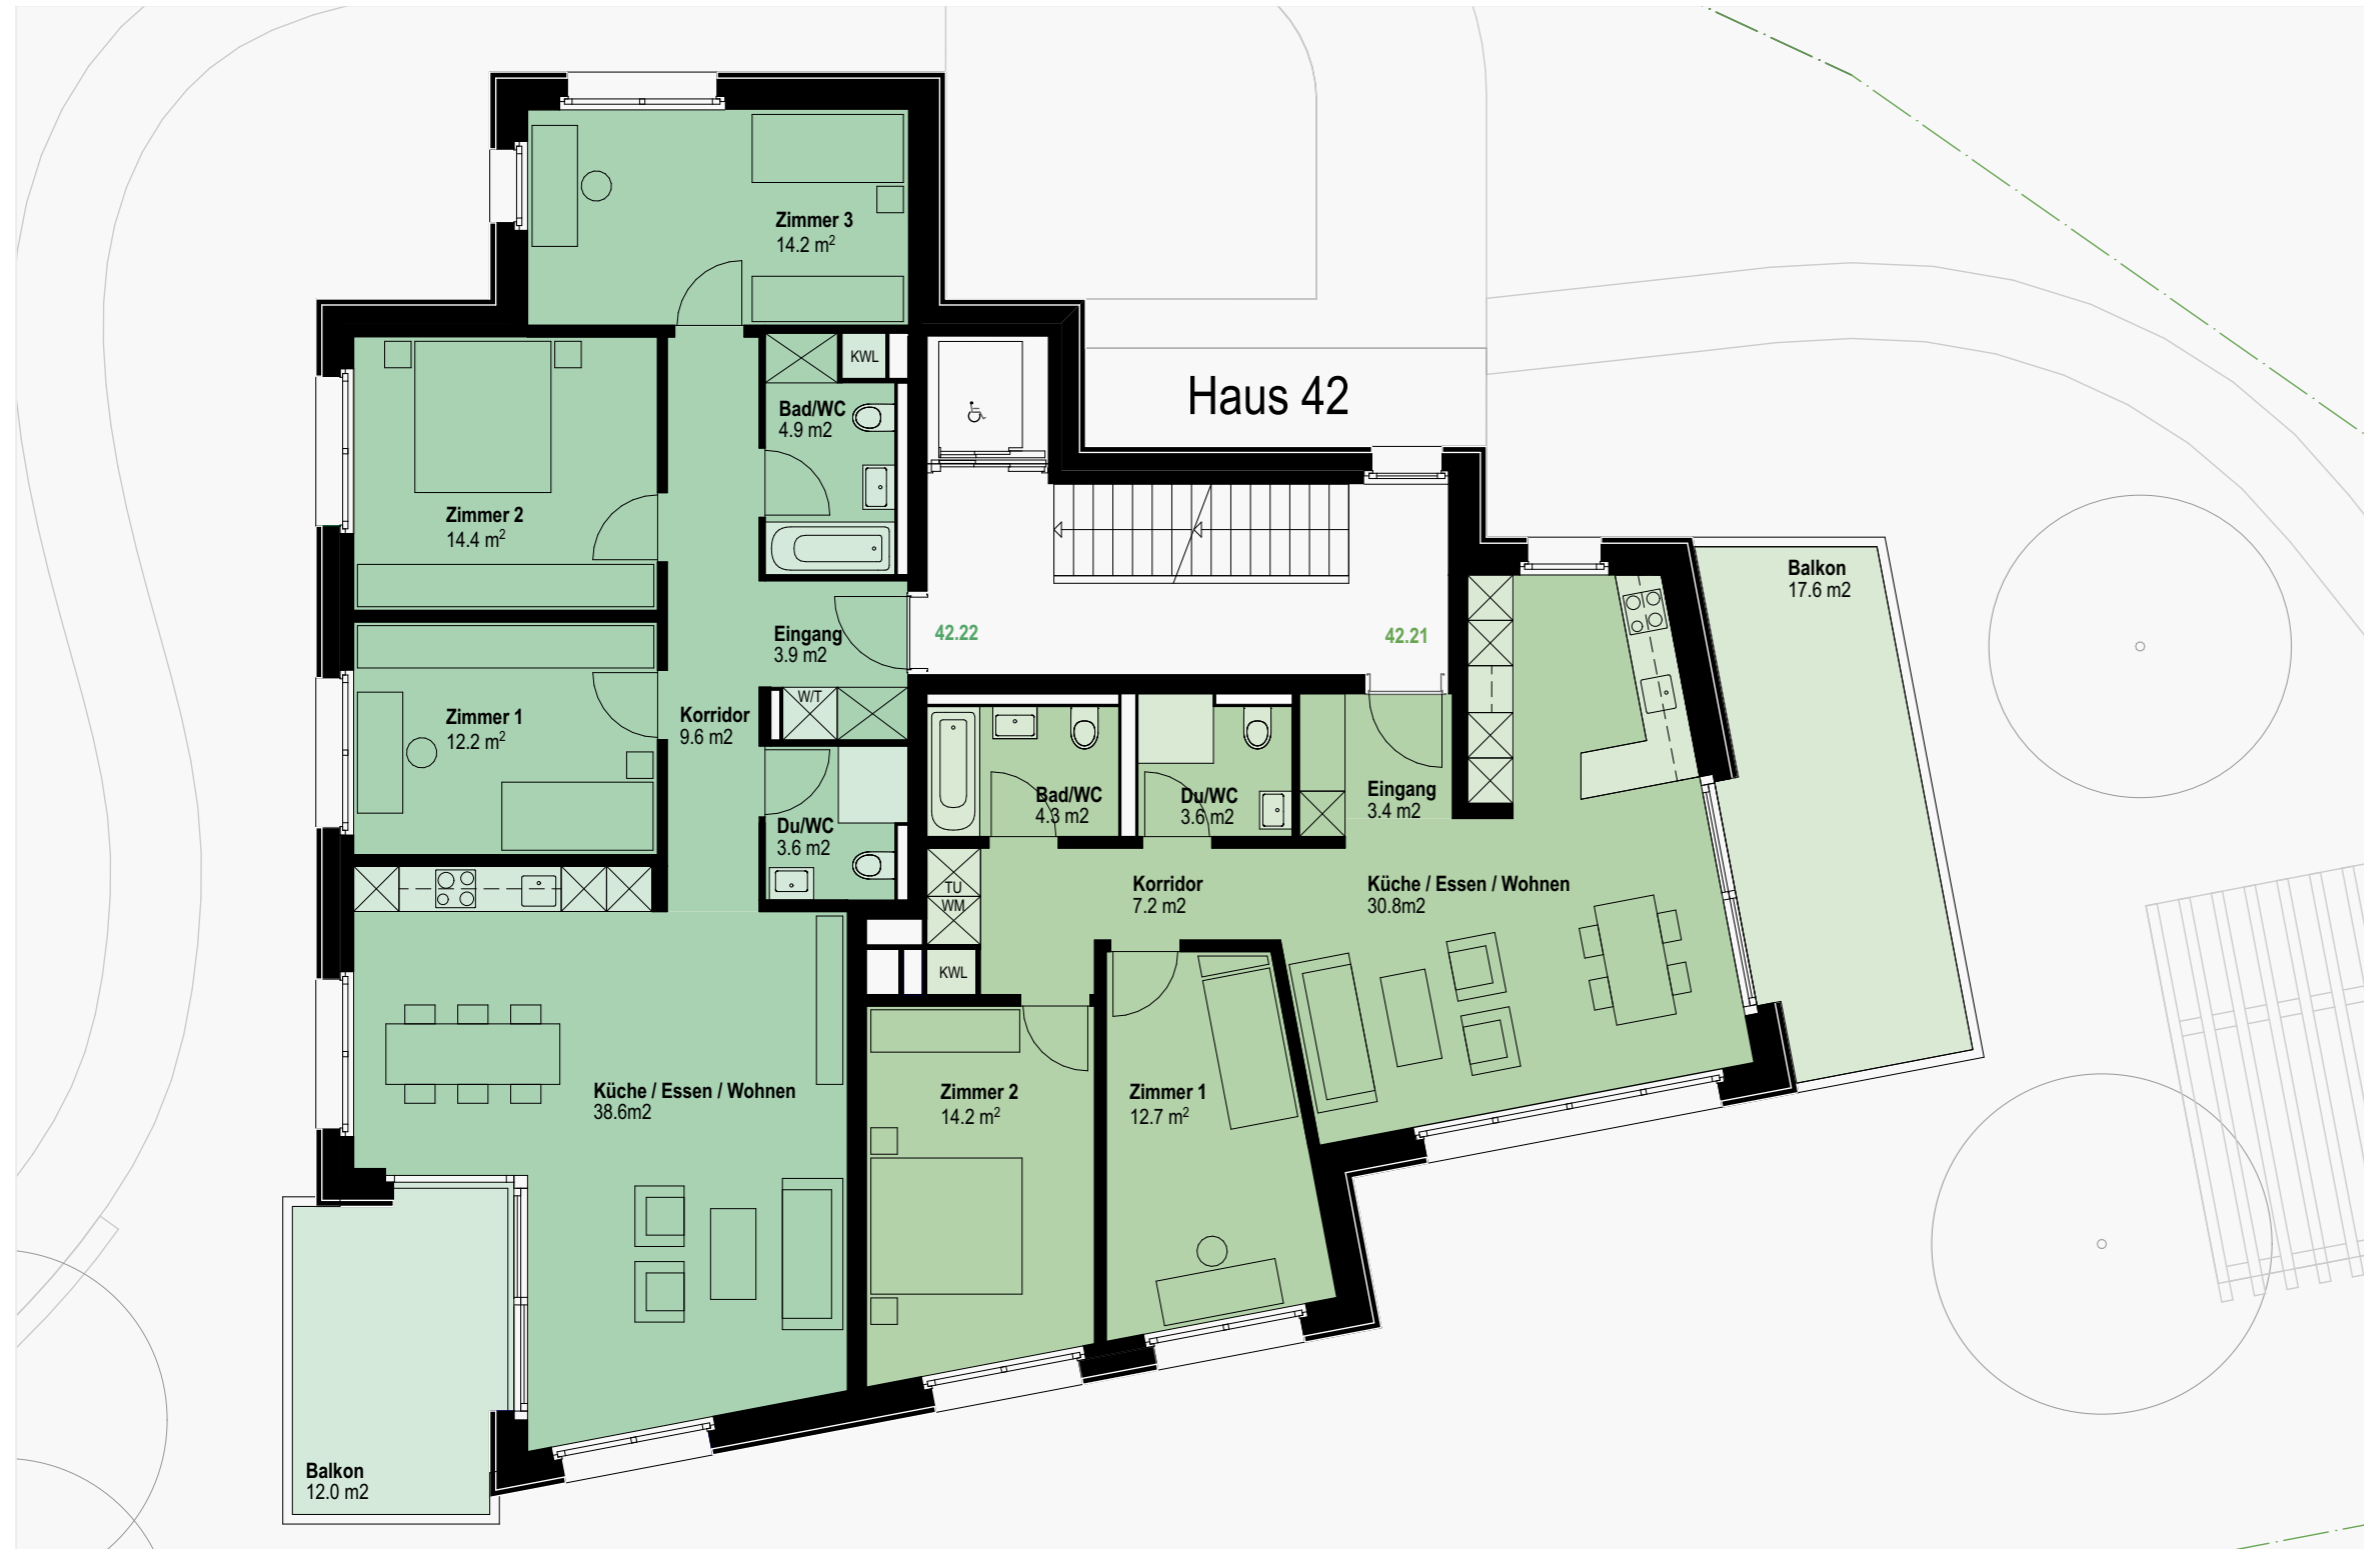 Zimmer 3
14.2 m²
KWL
Bad/WC
4.9 m2
Haus 42
Zimmer 2
14.4 m²
Balkon
17.6 m2
Eingang
3.9 m2
42.22
42.21
W/T
Zimmer 1
12.2 m²
Korridor
9.6 m2
Bad/WC
4.3 m2
Du/WC
3.6 m2
Eingang
3.4 m2
Du/WC
3.6 m2
TU
WM
Korridor
7.2 m2
Küche / Essen / Wohnen
30.8m2
KWL
Küche / Essen / Wohnen
38.6m2
Zimmer 2
14.2 m²
Zimmer 1
12.7 m²
Balkon
12.0 m2